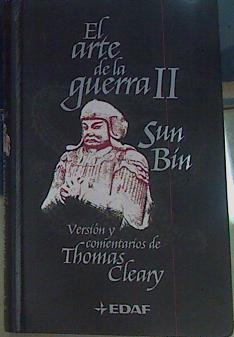 El
arte
de la
guerra II
Sun
Bin
Versión y
comentarios de
Thomas
Cleary
EDAF